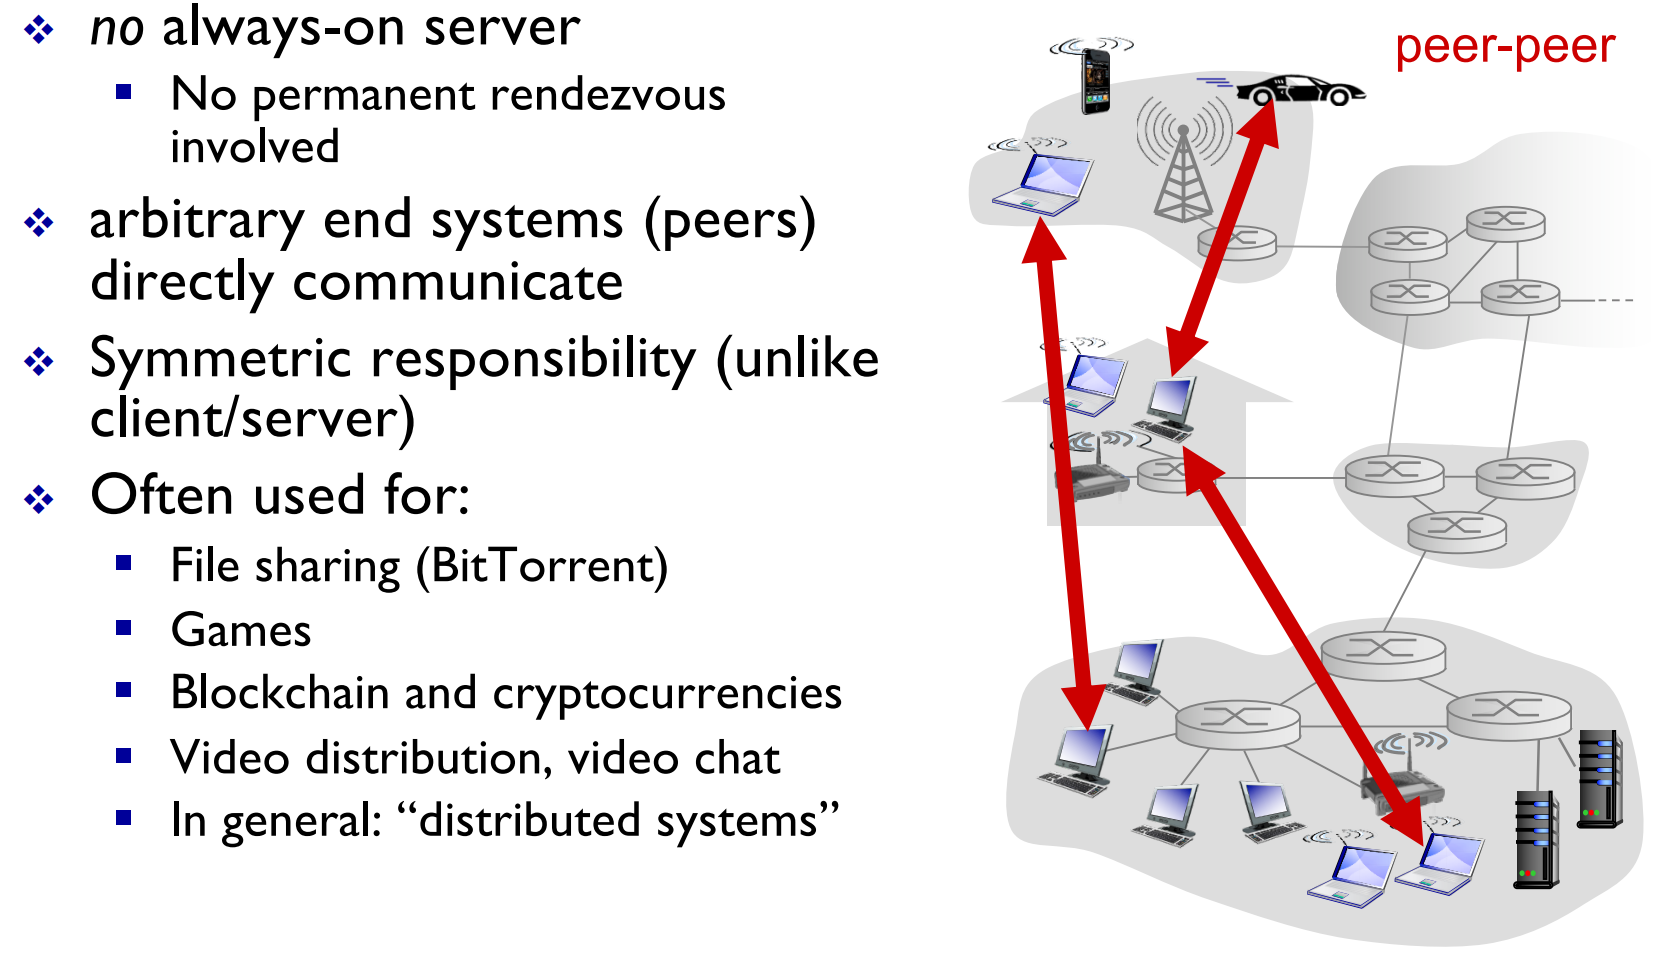 no always-on server
No permanent rendezvous
involved
arbitrary end systems (peers)
directly communicate
Symmetric responsibility (unlike
client/server)
Often used for:
File sharing (BitTorrent)
Games
Blockchain and cryptocurrencies
Video distribution, video chat
In general: “distributed systems”
peer-peer